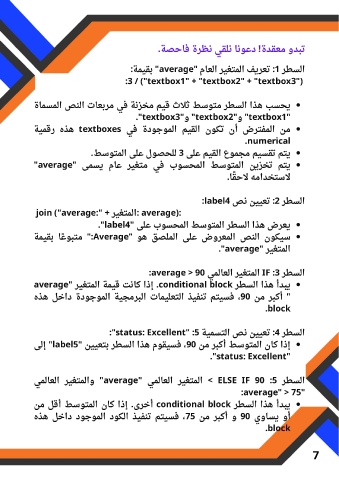 تبدو معقدة! دعونا نلقي نظرة فاحصة.
السطر 1: تعريف المتغير العام "average" بقيمة:
("textbox1" + "textbox2" + "textbox3") / 3:
• يحسب هذا السطر متوسط ثلاث قيم مخزنة في مربعات النص المسماة
"textbox1" و"textbox2" و"textbox3".
• من المفترض أن تكون القيم الموجودة في textboxes هذه رقمية
numerical.
• يتم تقسيم مجموع القيم على 3 للحصول على المتوسط.
• يتم تخزين المتوسط المحسوب في متغير عام يسمى "average"
لاستخدامه لاحقًا.
السطر 2: تعيين نص label4:
join ("average:" + المتغير: average):
• يعرض هذا السطر المتوسط المحسوب على "label4".
• سيكون النص المعروض على الملصق هو "Average:" متبوعًا بقيمة
المتغير "average".
السطر 3: IF المتغير العالمي average > 90:
• يبدأ هذا السطر conditional block. إذا كانت قيمة المتغير "average
" أكبر من 90، فسيتم تنفيذ التعليمات البرمجية الموجودة داخل هذه
block.
السطر 4: تعيين نص التسمية 5: "status: Excellent":
• إذا كان المتوسط أكبر من 90، فسيقوم هذا السطر بتعيين "label5" إلى
"status: Excellent".
السطر 5: ELSE IF 90 > المتغير العالمي "average" والمتغير العالمي
"average" > 75:
• يبدأ هذا السطر conditional block أخرى. إذا كان المتوسط أقل من
أو يساوي 90 و أكبر من 75، فسيتم تنفيذ الكود الموجود داخل هذه
block.
7